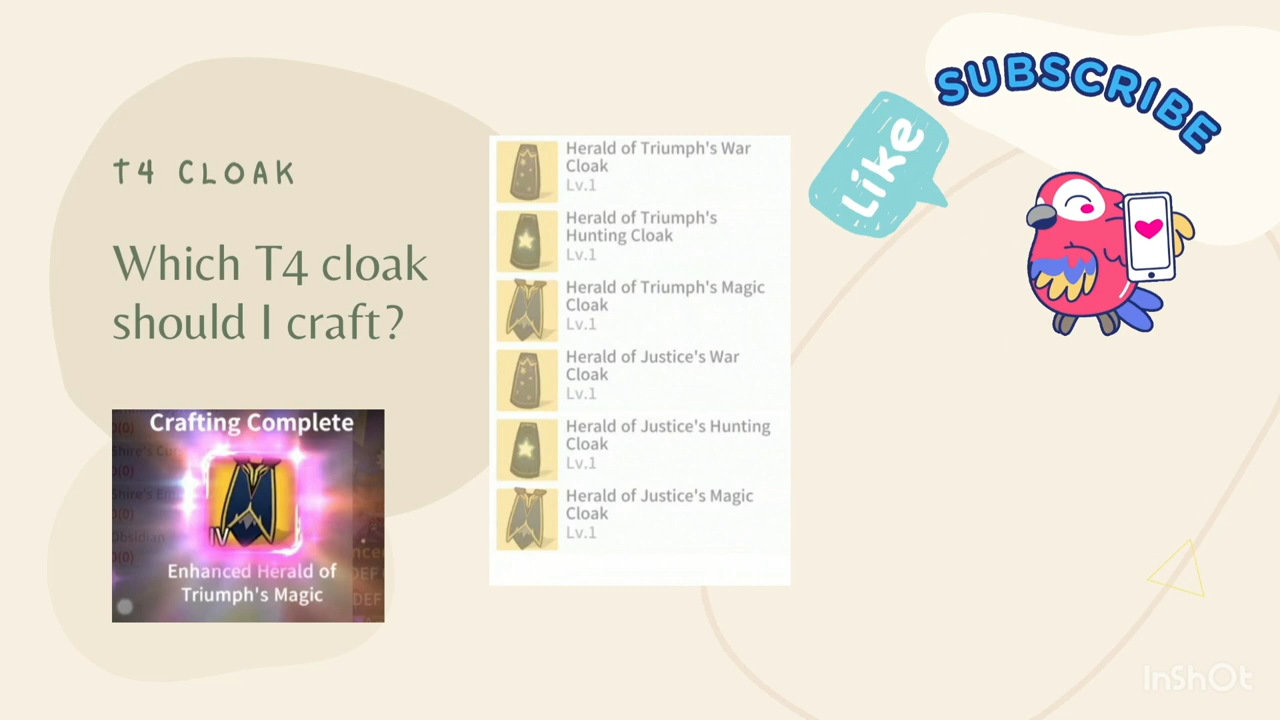 T4 CLOAK
Which T4 cloak
should I craft?
Crafting Complete
IV
Enhanced Herald of
Triumph's Magic
Herald of Triumph's War
Cloak
Lv.1
Herald of Triumph's
Hunting Cloak
Lv.1
Herald of Triumph's Magic
Cloak
Lv.1
Herald of Justice's War
Cloak
Lv.1
Herald of Justice's Hunting
Cloak
Lv.1
Herald of Justice's Magic
Cloak
Lv.1
Like
SUBSCRIBE
InShOt